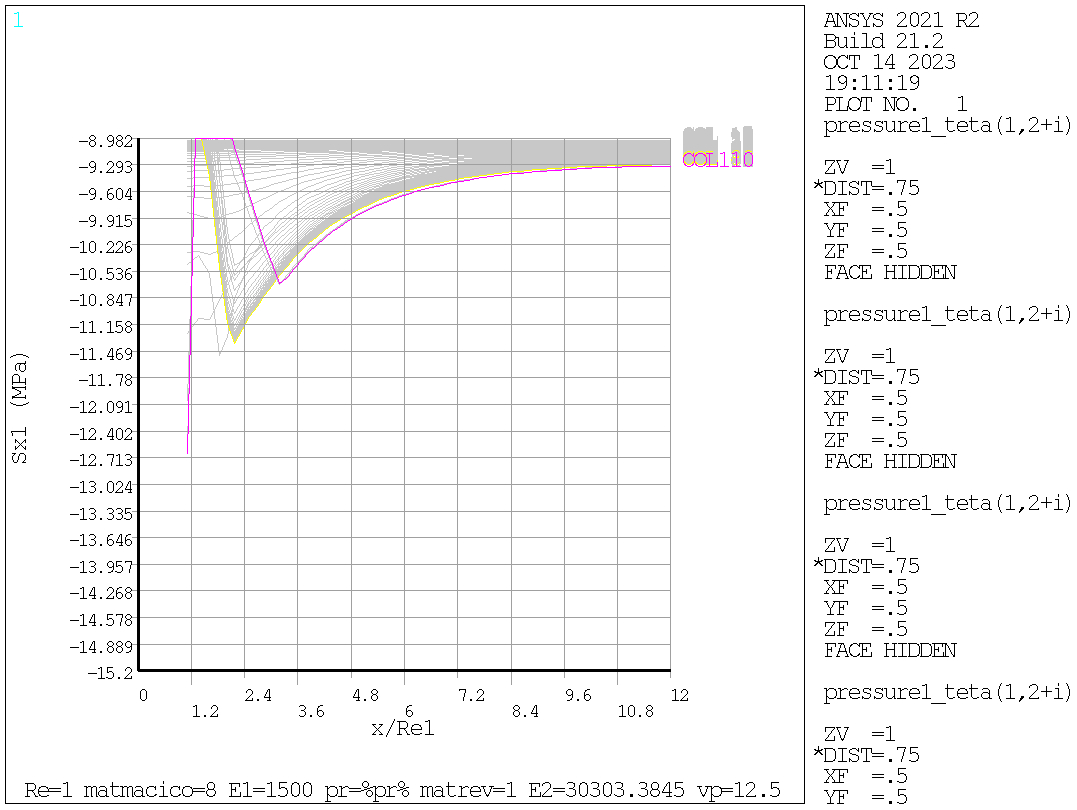 1
ANSYS 2021 R2
Build 21.2
OCT 14 2023
19:11:19
PLOT NO. 1
pressure1_teta(1,2+i)
ZV =1
*DIST=.75
XF =.5
YF =.5
ZF =.5
FACE HIDDEN
pressure1_teta(1,2+i)
ZV =1
*DIST=.75
XF =.5
YF =.5
ZF =.5
FACE HIDDEN
pressure1_teta(1,2+i)
ZV =1
*DIST=.75
XF =.5
YF =.5
ZF =.5
FACE HIDDEN
pressure1_teta(1,2+i)
ZV =1
*DIST=.75
XF =.5
YF =.5
COL110
Sx1 (MPa)
-8.982
-9.293
-9.604
-9.915
-10.226
-10.536
-10.847
-11.158
-11.469
-11.78
-12.091
-12.402
-12.713
-13.024
-13.335
-13.646
-13.957
-14.268
-14.578
-14.889
-15.2
0 2.4 4.8 7.2 9.6 12
1.2 3.6 6 8.4 10.8
x/Re1
Re=1 matmacico=8 E1=1500 pr=%pr% matrev=1 E2=30303.3845 vp=12.5